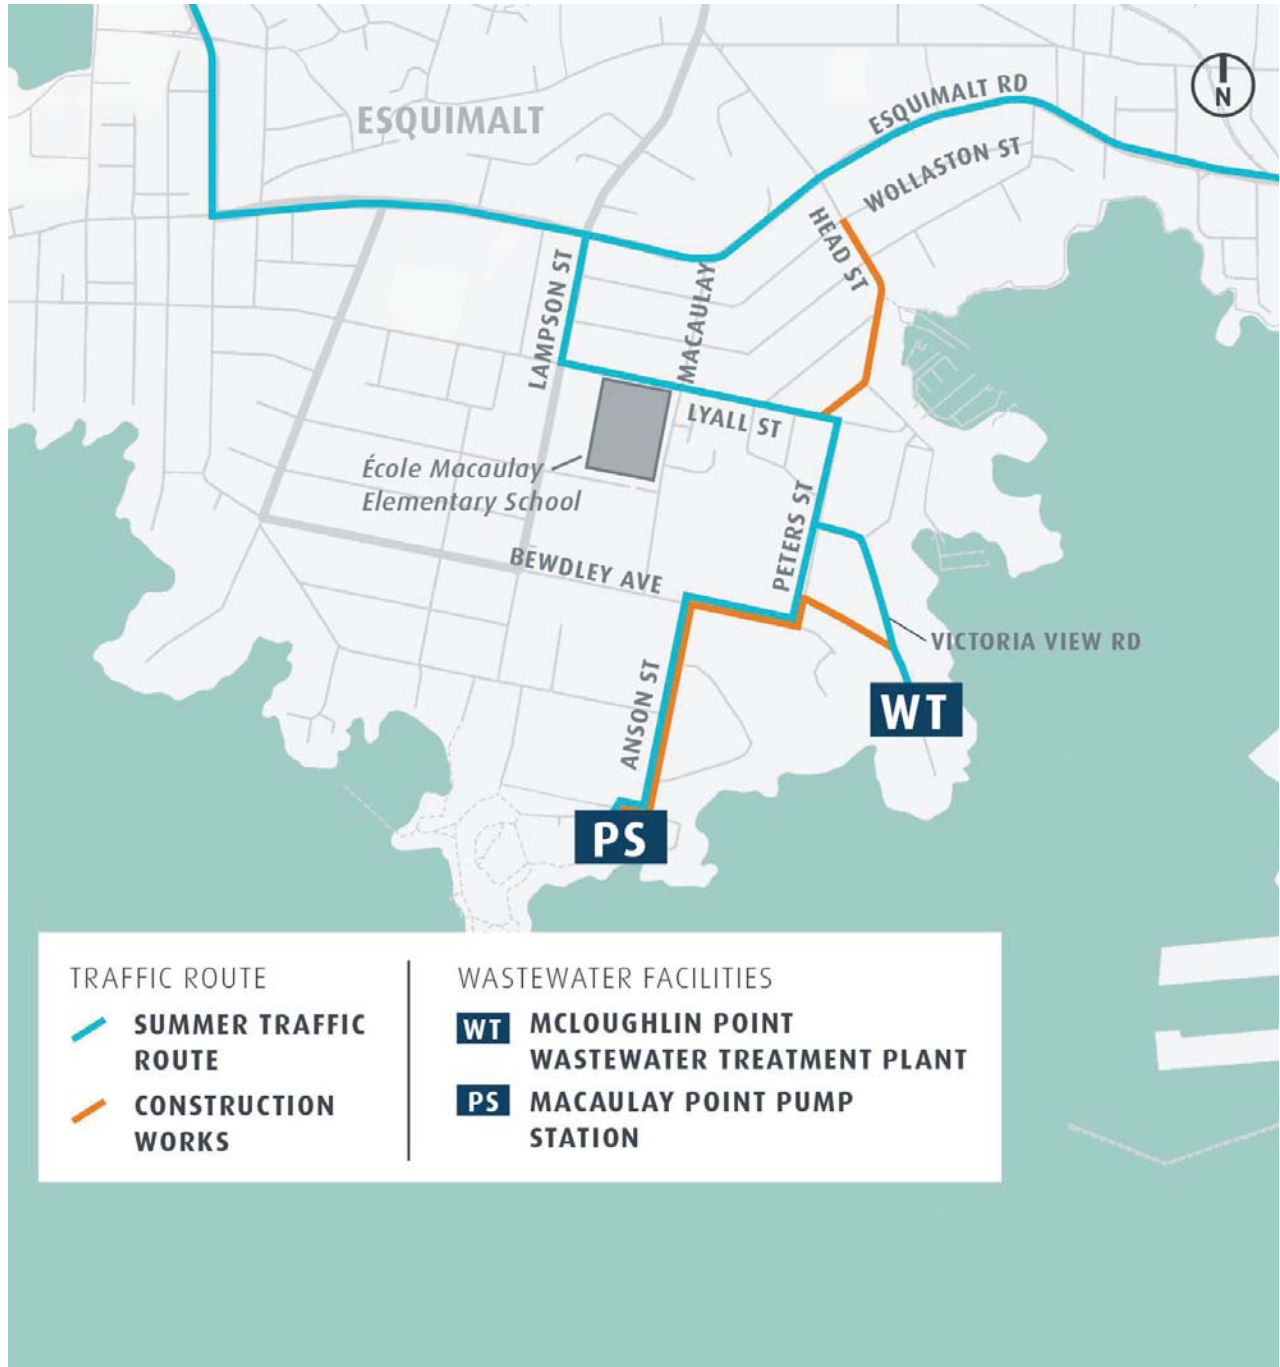 N
ESQUIMALT RD
ESQUIMALT
WOLLASTON ST
HEAD ST
LAMPSON ST
MACAULAY
LYALL ST
École Macaulay
Elementary School
PETERS ST
BEWDLEY AVE
VICTORIA VIEW RD
ANSON ST
WT
PS
TRAFFIC ROUTE
SUMMER TRAFFIC
ROUTE
CONSTRUCTION
WORKS
WASTEWATER FACILITIES
WT MCLOUGHLIN POINT
WASTEWATER TREATMENT PLANT
PS MACAULAY POINT PUMP
STATION